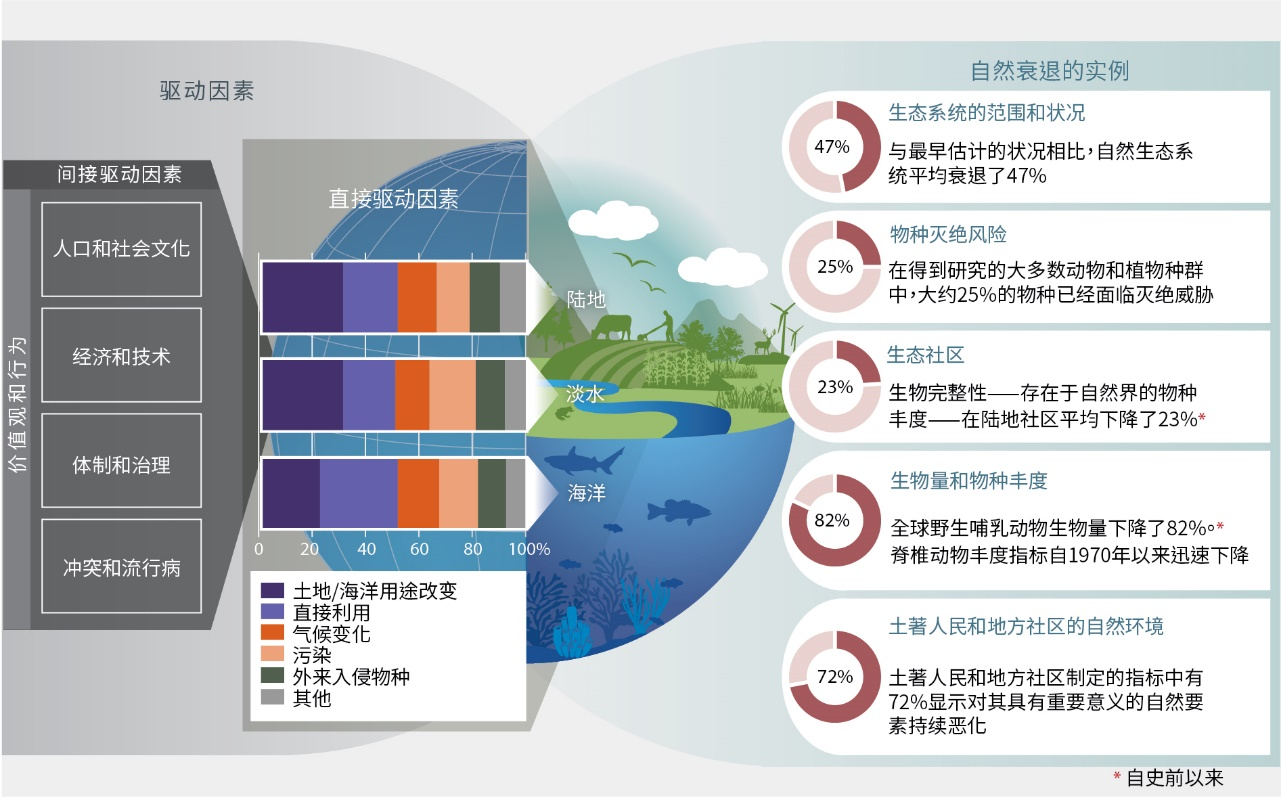 驱动因素
间接驱动因素
价值观和行为
人口和社会文化
经济和技术
体制和治理
冲突和流行病
直接驱动因素
陆地
淡水
海洋
0 20 40 60 80 100%
土地/海洋用途改变
直接利用
气候变化
污染
外来入侵物种
其他
自然衰退的实例
47%
生态系统的范围和状况
与最早估计的状况相比，自然生态系
统平均衰退了47%
25%
物种灭绝风险
在得到研究的大多数动物和植物种群
中，大约25%的物种已经面临灭绝威胁
23%
生态社区
生物完整性——存在于自然界的物种
丰度——在陆地社区平均下降了23%*
82%
生物量和物种丰度
全球野生哺乳动物生物量下降了82%。*
脊椎动物丰度指标自1970年以来迅速下降
72%
土著人民和地方社区的自然环境
土著人民和地方社区制定的指标中有
72%显示对其具有重要意义的自然要
素持续恶化
* 自史前以来